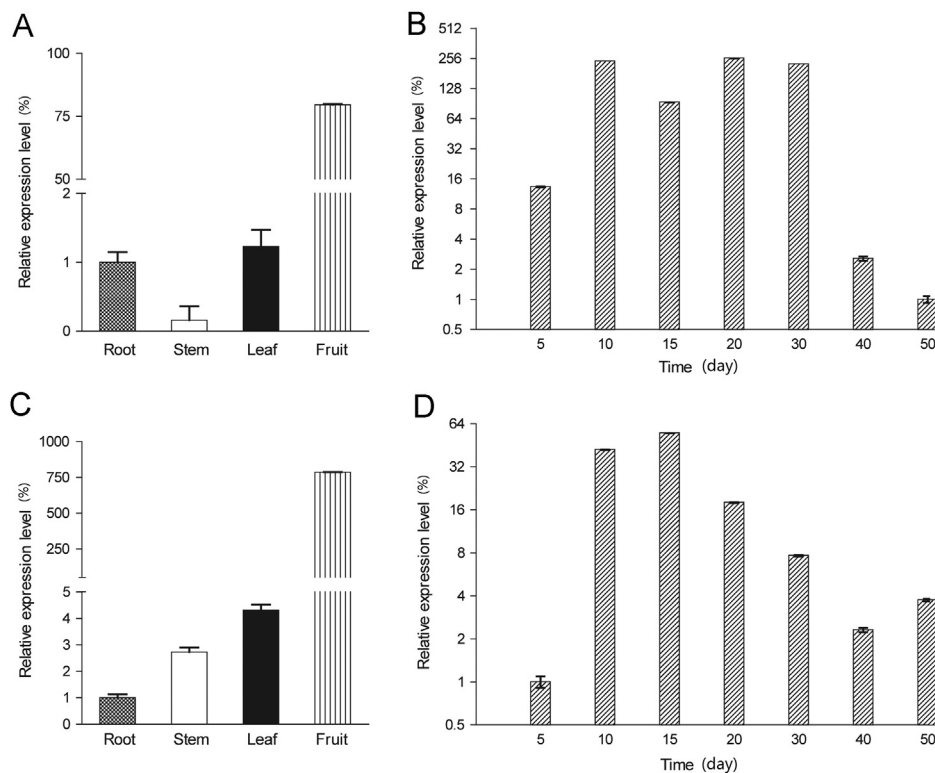 A
Relative expression level (%)
100
75
50
2
1
0
Root Stem Leaf Fruit
B
Relative expression level (%)
512
256
128
64
32
16
8
4
2
1
0.5
5 10 15 20 30 40 50
Time (day)
C
Relative expression level (%)
1000
750
500
250
5
4
3
2
1
0
Root Stem Leaf Fruit
D
Relative expression level (%)
64
32
16
8
4
2
1
0.5
5 10 15 20 30 40 50
Time (day)